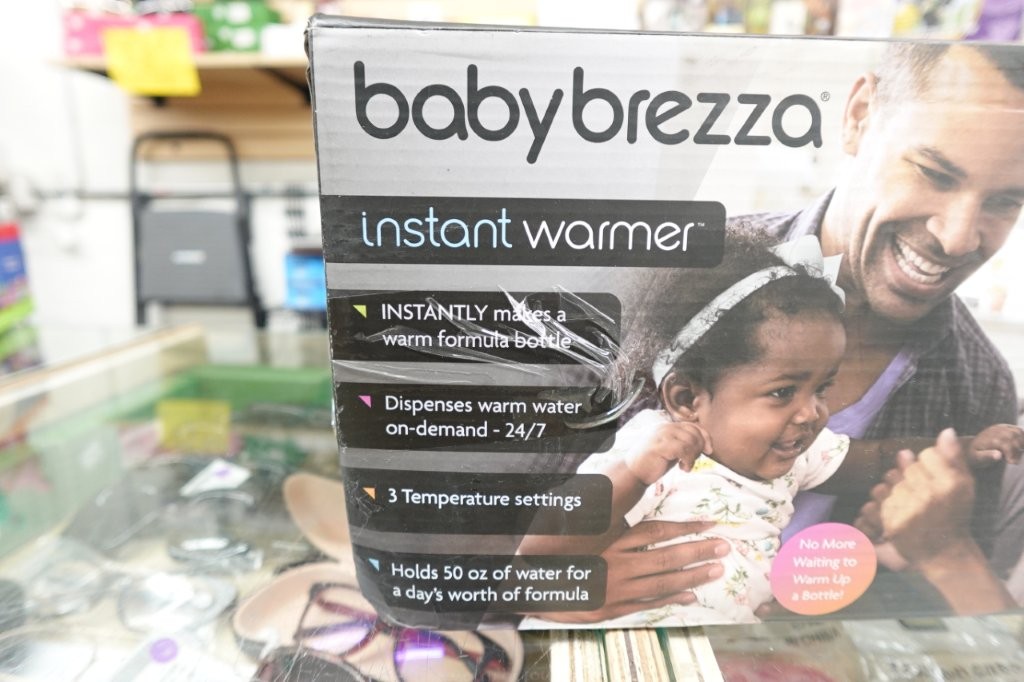 babybrezza®
instant warmer™
INSTANTLY makes a
warm formula bottle
Dispenses warm water
on-demand - 24/7
3 Temperature settings
Holds 50 oz of water for
a day's worth of formula
No More
Waiting to
Warm Up
a Bottle!